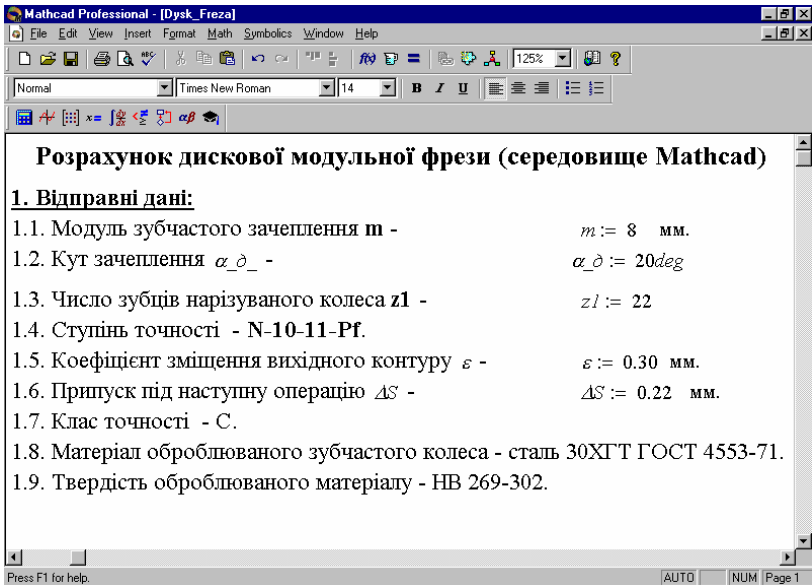 Mathcad Professional - [Dysk_Freza]
File Edit View Insert Format Math Symbolics Window Help
125%
Normal Times New Roman 14 B I U
Розрахунок дискової модульної фрези (середовище Mathcad)
1. Відправні дані:
1.1. Модуль зубчастого зачеплення m - m := 8 мм.
1.2. Кут зачеплення α_∂_ - α_∂ := 20deg
1.3. Число зубців нарізуваного колеса z1 - z1 := 22
1.4. Ступінь точності - N-10-11-Pf.
1.5. Коефіцієнт зміщення вихідного контуру ε - ε := 0.30 мм.
1.6. Припуск під наступну операцію ΔS - ΔS := 0.22 мм.
1.7. Клас точності - С.
1.8. Матеріал оброблюваного зубчастого колеса - сталь 30ХГТ ГОСТ 4553-71.
1.9. Твердість оброблюваного матеріалу - НВ 269-302.
Press F1 for help. AUTO NUM Page 1